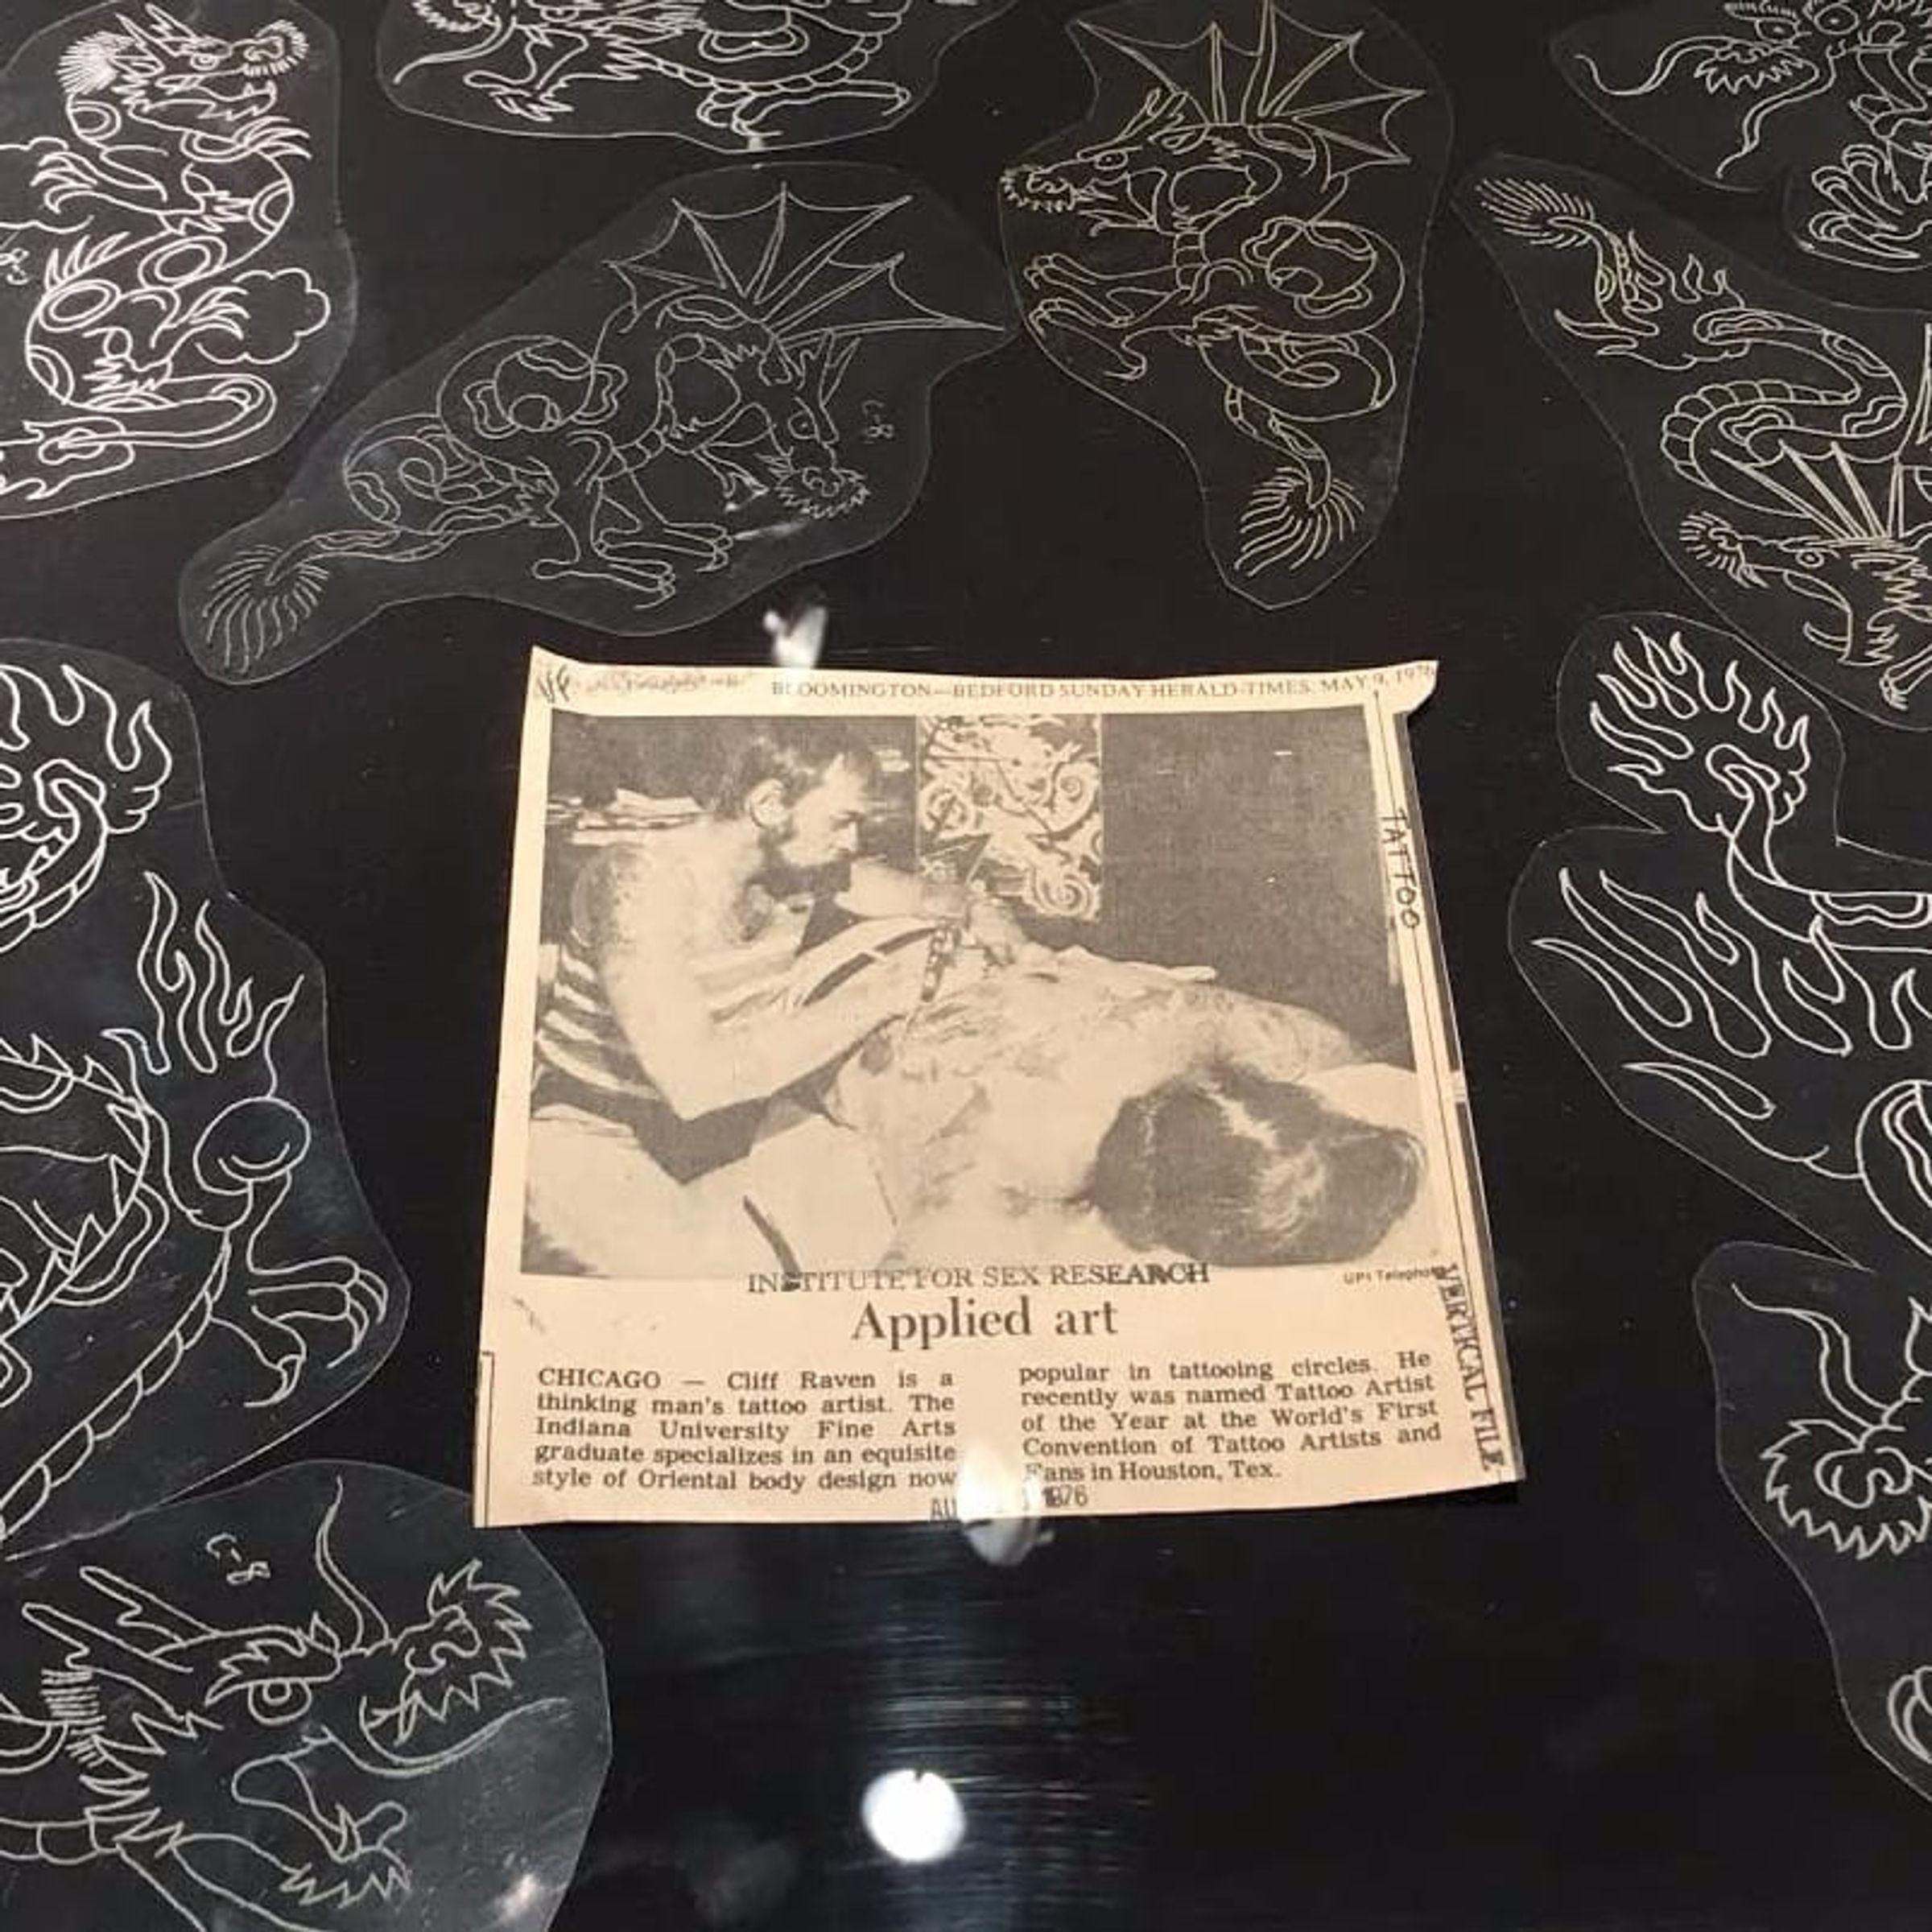 BLOOMINGTON—BEDFORD SUNDAY HERALD-TIMES, MAY 9, 1976
TATTOO
INSTITUTE FOR SEX RESEARCH
UPI Telephoto
Applied art
CHICAGO — Cliff Raven is a
thinking man's tattoo artist. The
Indiana University Fine Arts
graduate specializes in an equisite
style of Oriental body design now
popular in tattooing circles. He
recently was named Tattoo Artist
of the Year at the World's First
Convention of Tattoo Artists and
Fans in Houston, Tex.
1976
VERTICAL FILE